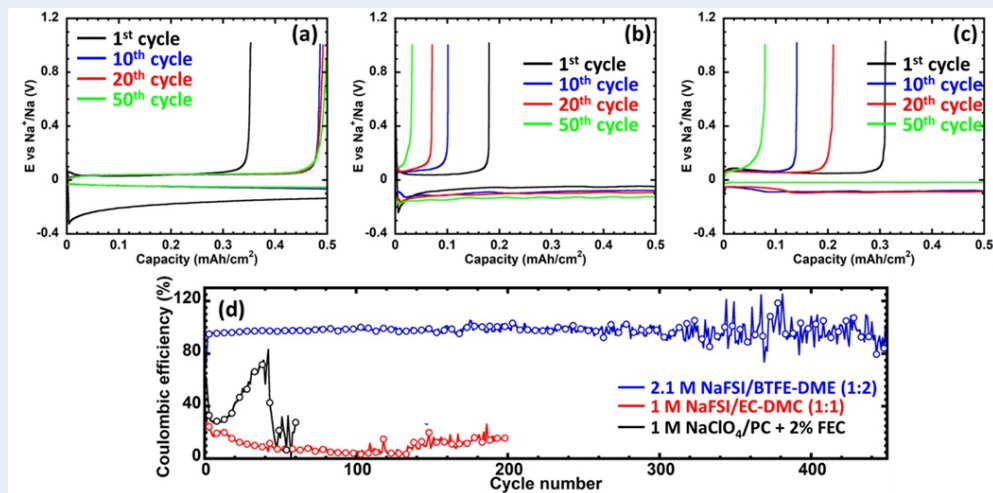 (a)
1st cycle
10th cycle
20th cycle
50th cycle
E vs Na+/Na (V)
1.2
0.8
0.4
0
-0.4
0 0.1 0.2 0.3 0.4 0.5
Capacity (mAh/cm2)
(b)
1st cycle
10th cycle
20th cycle
50th cycle
E vs Na+/Na (V)
1.2
0.8
0.4
0
-0.4
0 0.1 0.2 0.3 0.4 0.5
Capacity (mAh/cm2)
(c)
1st cycle
10th cycle
20th cycle
50th cycle
E vs Na+/Na (V)
1.2
0.8
0.4
0
-0.4
0 0.1 0.2 0.3 0.4 0.5
Capacity (mAh/cm2)
(d)
Coulombic efficiency (%)
120
80
40
0
2.1 M NaFSI/BTFE-DME (1:2)
1 M NaFSI/EC-DMC (1:1)
1 M NaClO4/PC + 2% FEC
0 100 200 300 400
Cycle number